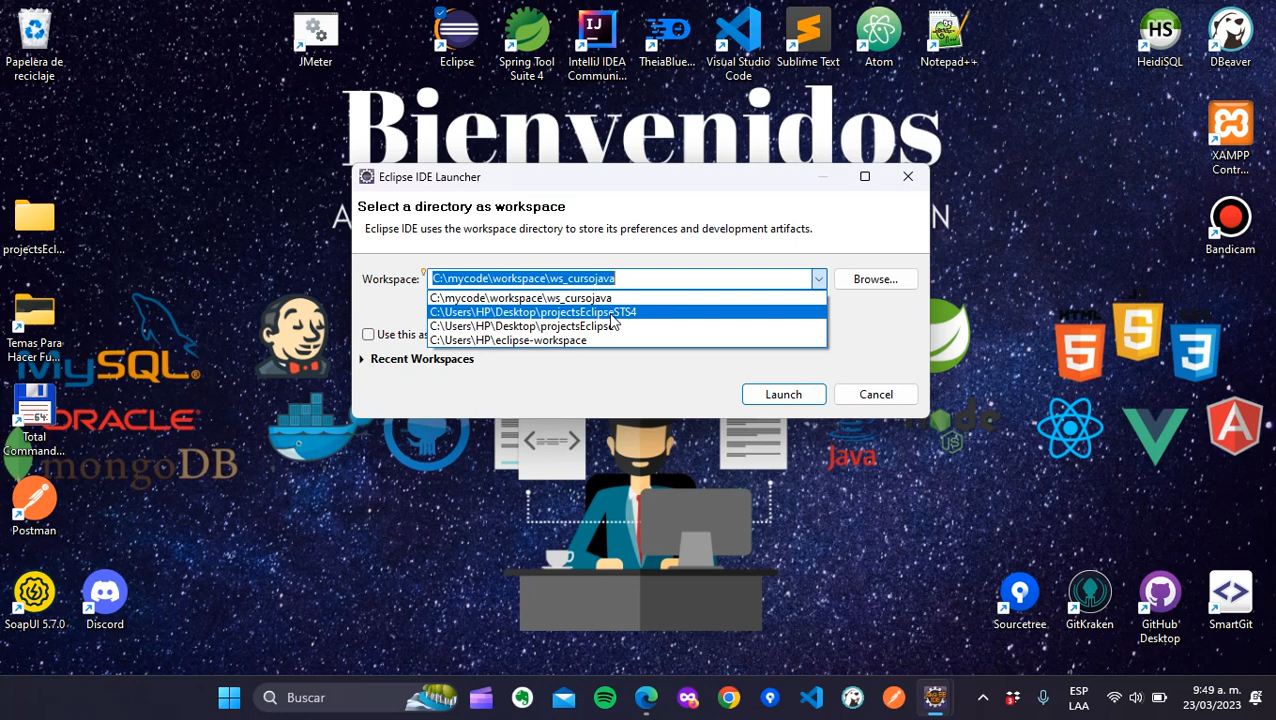 Papelera de
reciclaje
JMeter
Eclipse
Spring Tool
Suite 4
IntelliJ IDEA
Communi...
TheiaBlue...
Visual Studio
Code
Sublime Text
Atom
Notepad++
HeidiSQL
DBeaver
Bienvenidos
Eclipse IDE Launcher
Select a directory as workspace
Eclipse IDE uses the workspace directory to store its preferences and development artifacts.
Workspace:
C:\mycode\workspace\ws_cursojava
Browse...
C:\mycode\workspace\ws_cursojava
C:\Users\HP\Desktop\projectsEclipseSTS4
C:\Users\HP\Desktop\projectsEclipse
C:\Users\HP\eclipse-workspace
Use this as
Recent Workspaces
Launch
Cancel
XAMPP
Contr...
projectsEcl...
Bandicam
Temas Para
Hacer Fu...
MySQL
ORACLE
mongoDB
Java
JS
Total
Comman...
Postman
SoapUI 5.7.0
Discord
Sourcetree
GitKraken
GitHub
Desktop
SmartGit
Buscar
ESP
LAA
1:49 a. m.
23/03/2023